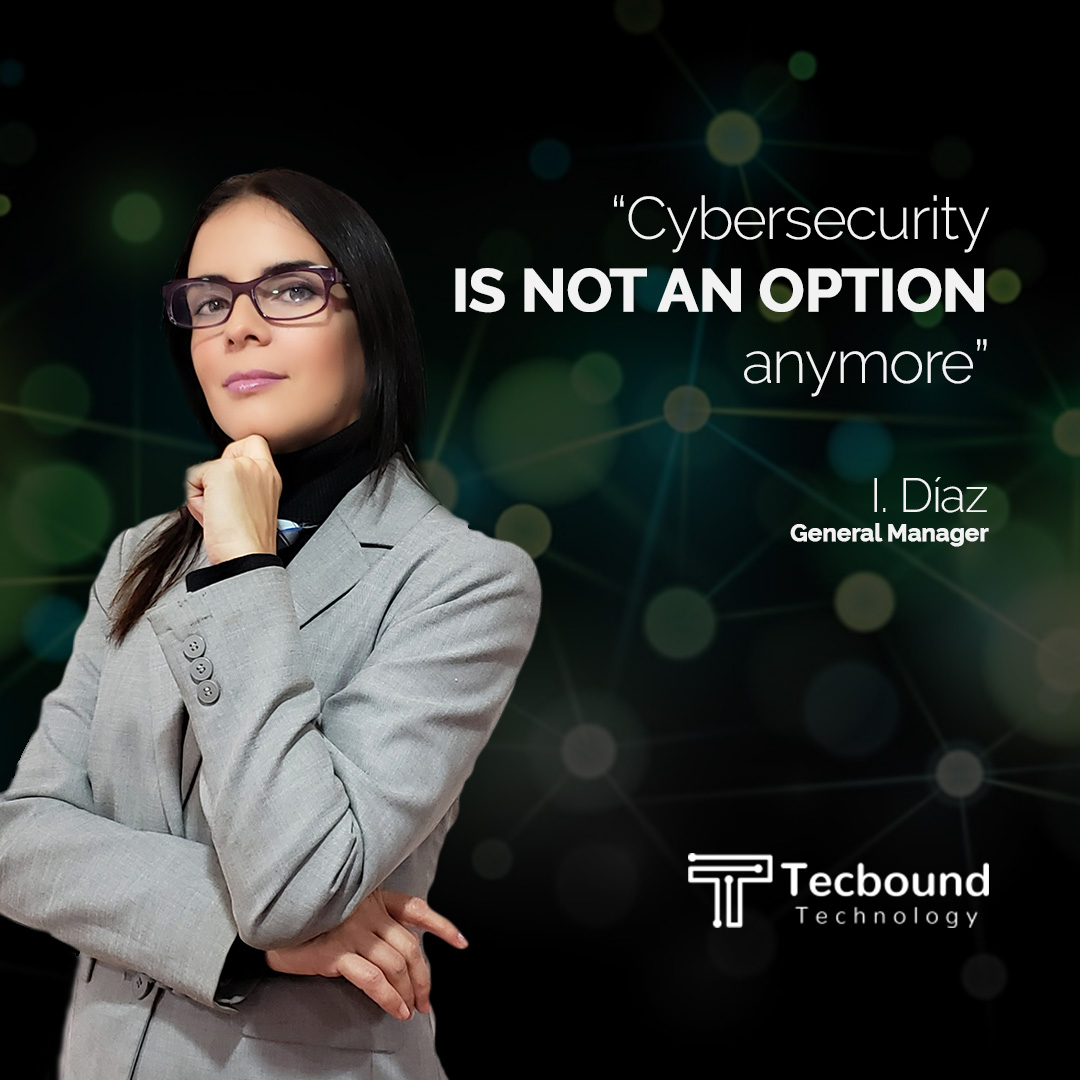 “Cybersecurity
IS NOT AN OPTION
anymore”
I. Díaz
General Manager
Tecbound
Technology